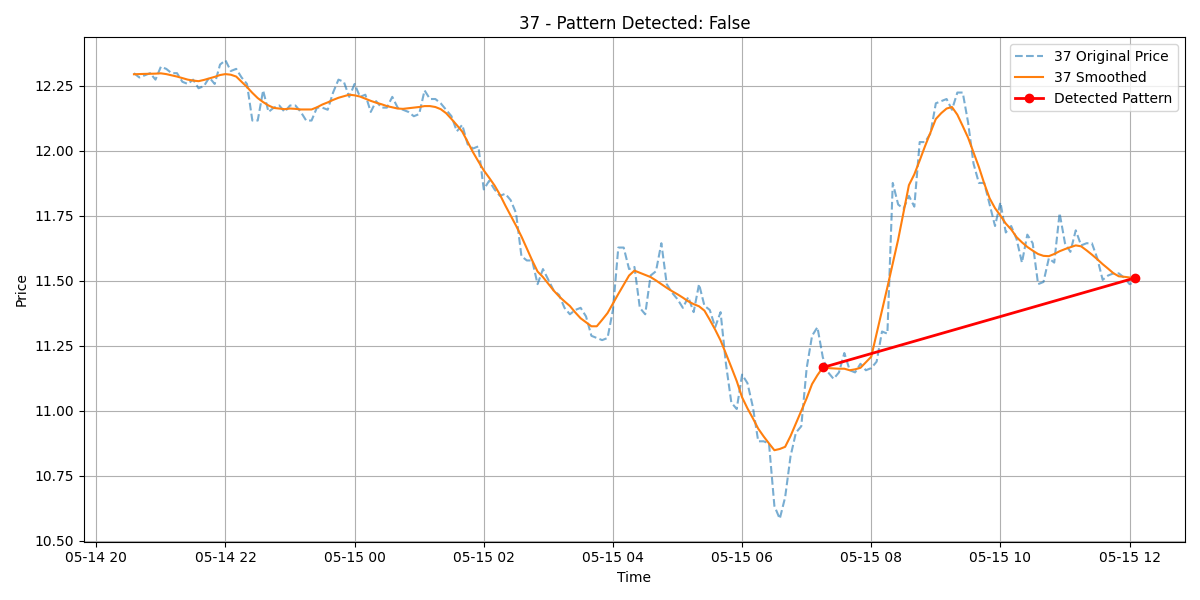 37 - Pattern Detected: False
37 Original Price
37 Smoothed
Detected Pattern
Price
12.25
12.00
11.75
11.50
11.25
11.00
10.75
10.50
05-14 20
05-14 22
05-15 00
05-15 02
05-15 04
05-15 06
05-15 08
05-15 10
05-15 12
Time